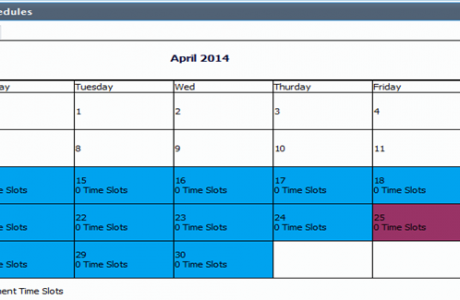 edules
April 2014
ay Tuesday Wed Thurday Friday
1 2 3 4
8 9 10 11
15 16 17 18
me Slots 0 Time Slots 0 Time Slots 0 Time Slots 0 Time Slots
22 23 24 25
me Slots 0 Time Slots 0 Time Slots 0 Time Slots 0 Time Slots
29 30
me Slots 0 Time Slots 0 Time Slots
ment Time Slots